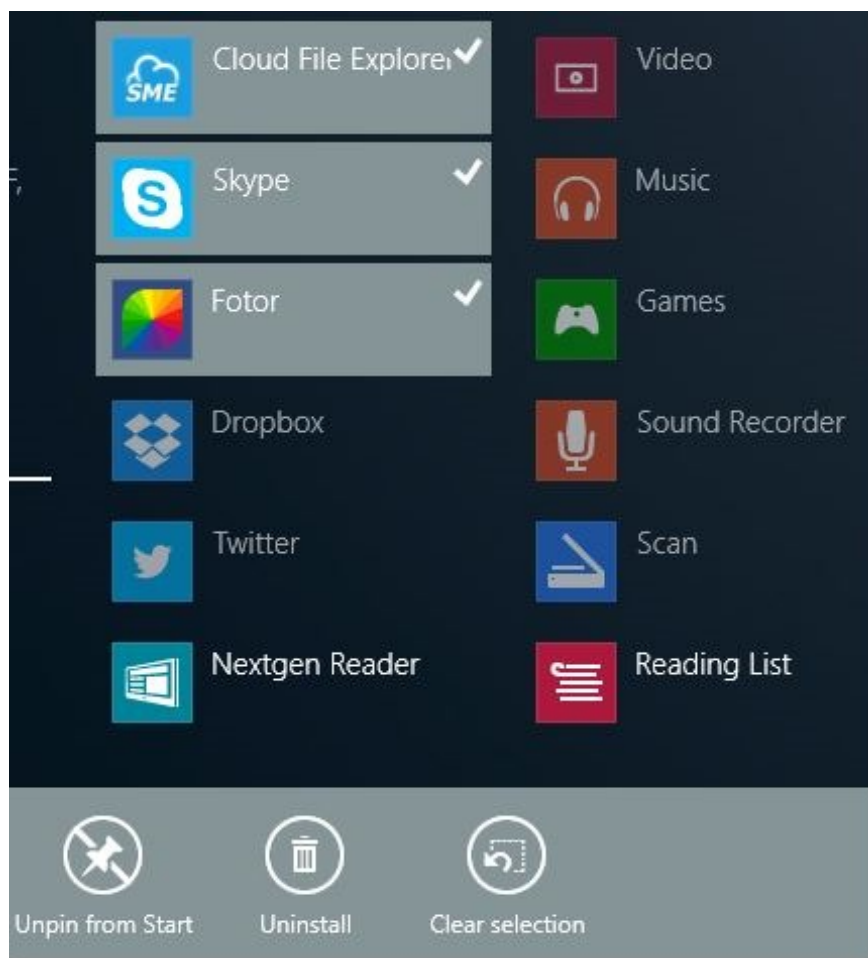 SME
Cloud File Explorer
Skype
F,
Fotor
Dropbox
Twitter
Nextgen Reader
Video
Music
Games
Sound Recorder
Scan
Reading List
Unpin from Start
Uninstall
Clear selection